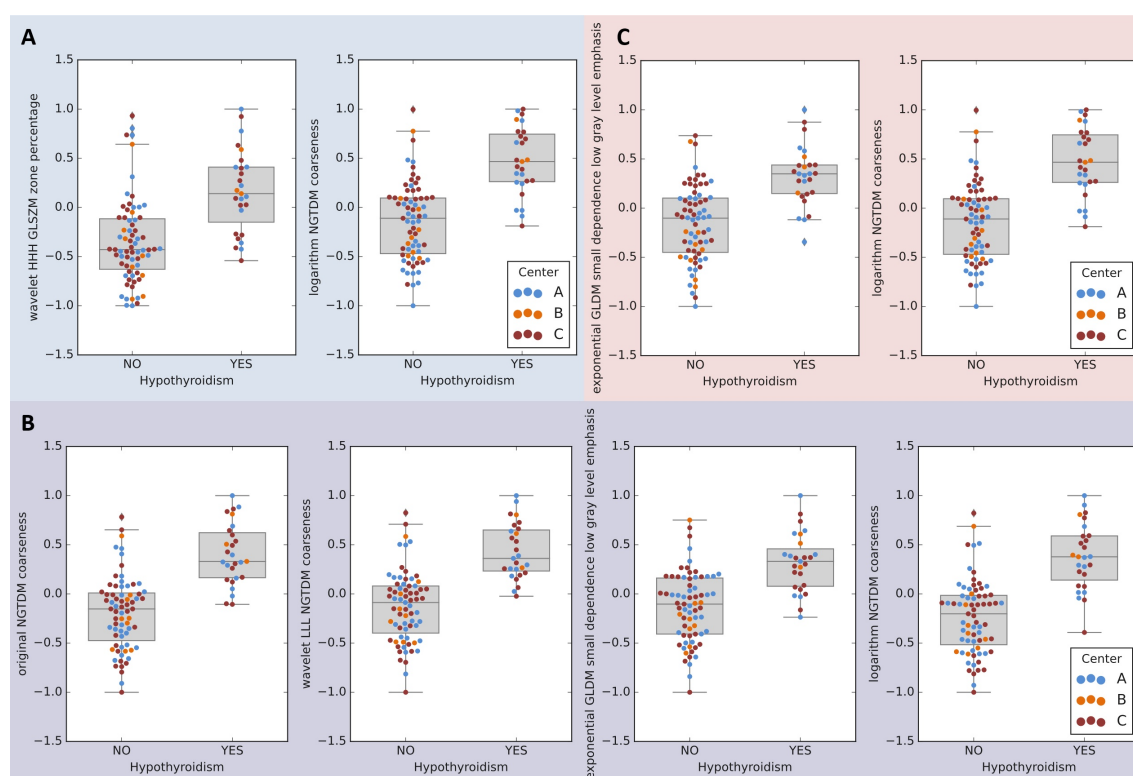 A
wavelet HHH GLSZM zone percentage
1.5
1.0
0.5
0.0
−0.5
−1.0
−1.5
NO
YES
Hypothyroidism
logarithm NGTDM coarseness
1.5
1.0
0.5
0.0
−0.5
−1.0
−1.5
NO
YES
Hypothyroidism
Center
A
B
C
C
exponential GLDM small dependence low gray level emphasis
1.5
1.0
0.5
0.0
−0.5
−1.0
−1.5
NO
YES
Hypothyroidism
logarithm NGTDM coarseness
1.5
1.0
0.5
0.0
−0.5
−1.0
−1.5
NO
YES
Hypothyroidism
Center
A
B
C
B
original NGTDM coarseness
1.5
1.0
0.5
0.0
−0.5
−1.0
−1.5
NO
YES
Hypothyroidism
wavelet LLL NGTDM coarseness
1.5
1.0
0.5
0.0
−0.5
−1.0
−1.5
NO
YES
Hypothyroidism
exponential GLDM small dependence low gray level emphasis
1.5
1.0
0.5
0.0
−0.5
−1.0
−1.5
NO
YES
Hypothyroidism
logarithm NGTDM coarseness
1.5
1.0
0.5
0.0
−0.5
−1.0
−1.5
NO
YES
Hypothyroidism
Center
A
B
C